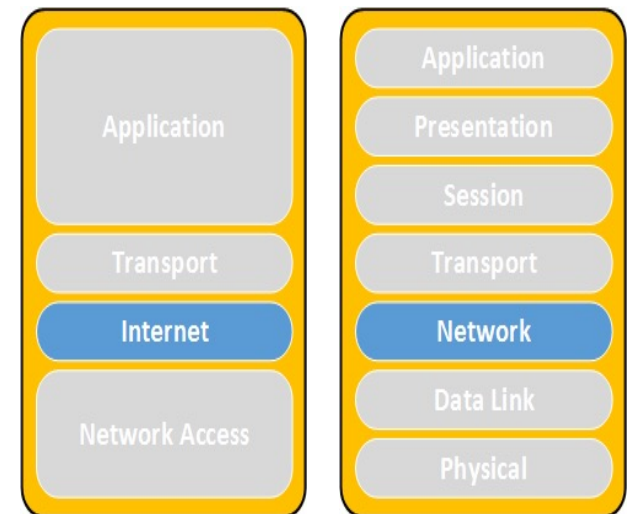 Application
Transport
Internet
Network Access
Application
Presentation
Session
Transport
Network
Data Link
Physical